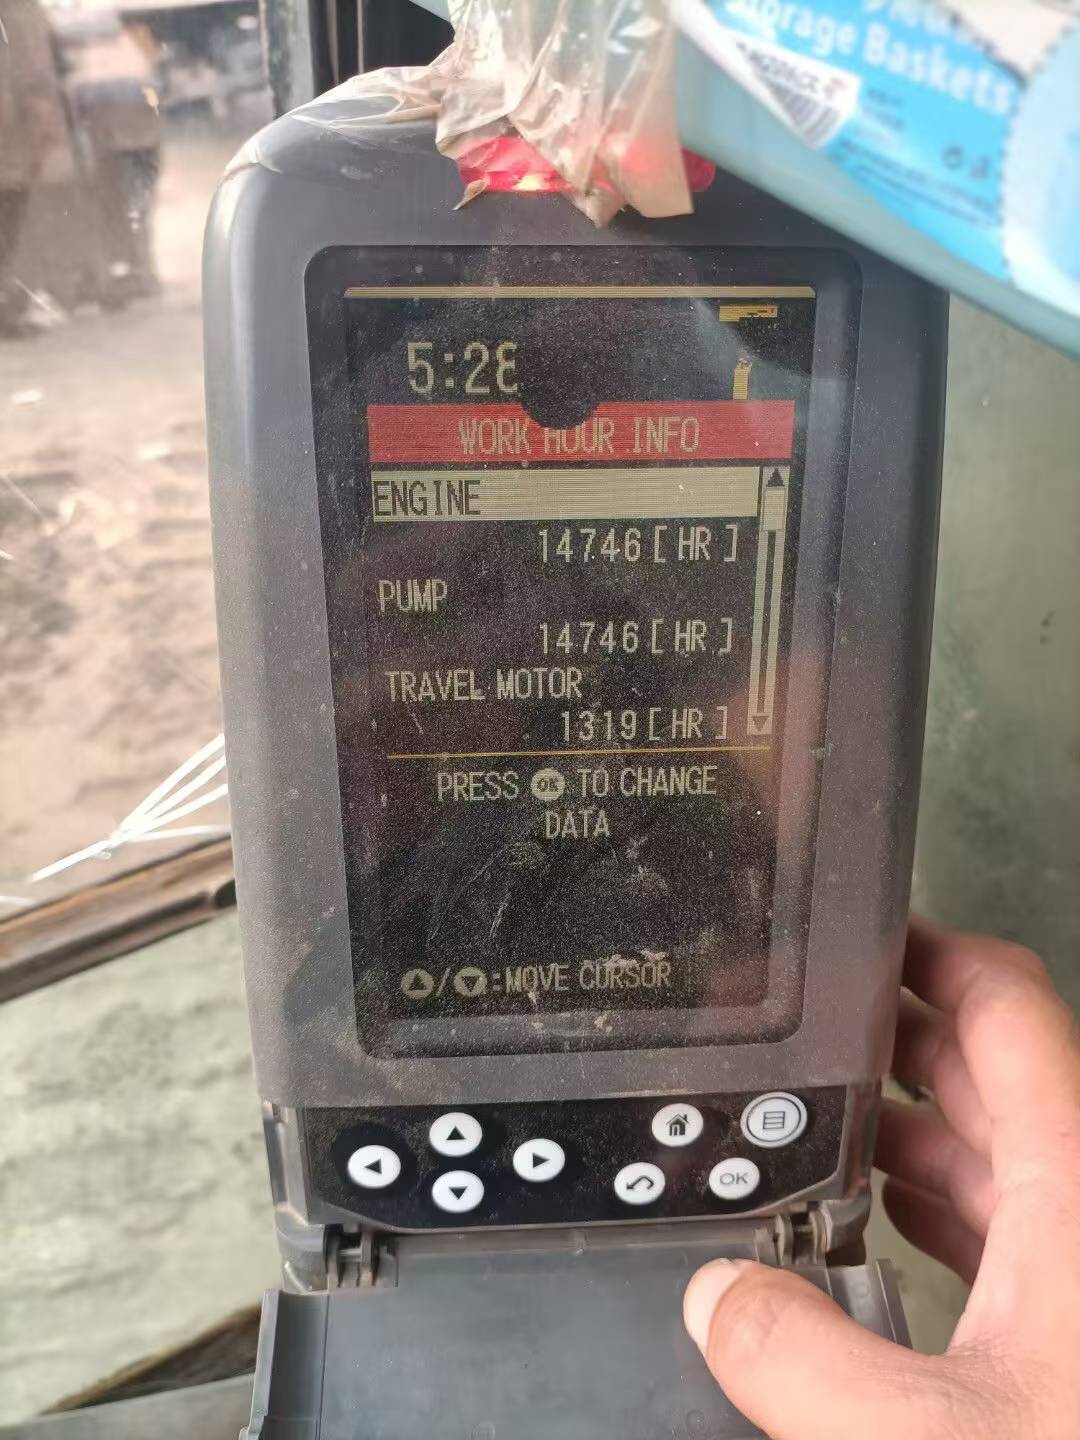 Storage Baskets
5:28
WORK HOUR INFO
ENGINE
14746[HR]
PUMP
14746[HR]
TRAVEL MOTOR
1319[HR]
PRESS OK TO CHANGE
DATA
▲/▼:MOVE CURSOR
OK